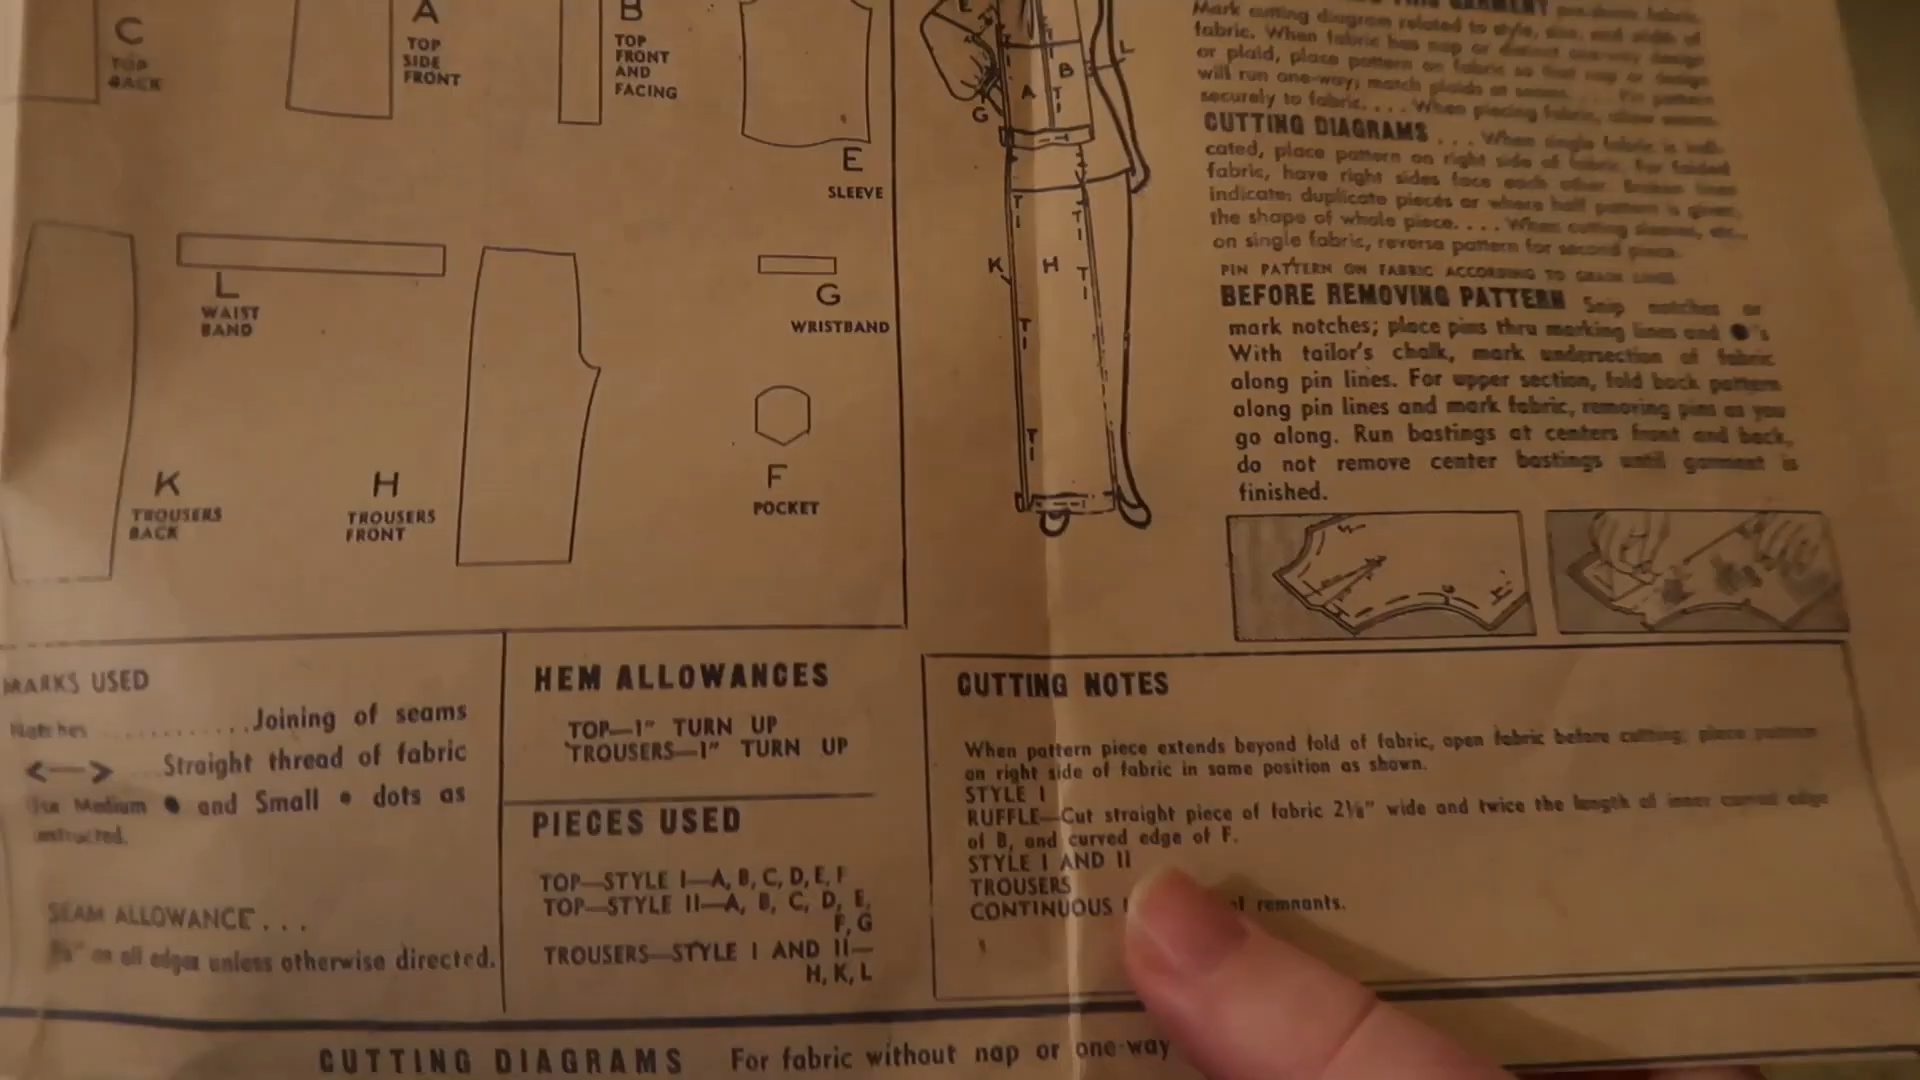 C
TOP
BACK
A
TOP
SIDE
FRONT
B
TOP
FRONT
AND
FACING
E
SLEEVE
L
WAIST
BAND
G
WRISTBAND
K
TROUSERS
BACK
H
TROUSERS
FRONT
F
POCKET
L
B
A
G
K
H
GARMENT
Mark cutting diagram related to style, size, and width of
fabric. When fabric has nap or
or plaid, place pattern on fabric so that nap or design
will run one-way; match plaids at seams. . . . Pin pattern
securely to fabric. . . . When piecing fabric, allow seams.
CUTTING DIAGRAMS . . . When single fabric is indi-
cated, place pattern on right side of fabric. For folded
fabric, have right sides face each other. Broken lines
indicate: duplicate pieces or where half pattern is given,
the shape of whole piece. . . . When cutting sleeves, etc.,
on single fabric, reverse pattern for second piece.
PIN PATTERN ON FABRIC ACCORDING TO GRAIN LINES
BEFORE REMOVING PATTERN Snip notches or
mark notches; place pins thru marking lines and ●'s
With tailor's chalk, mark undersection of fabric
along pin lines. For upper section, fold back pattern
along pin lines and mark fabric, removing pins as you
go along. Run bastings at centers front and back,
do not remove center bastings until garment is
finished.
MARKS USED
Notches ............Joining of seams
<—> ...Straight thread of fabric
Use Medium ● and Small • dots as
instructed.
SEAM ALLOWANCE . . .
on all edges unless otherwise directed.
HEM ALLOWANCES
TOP—1" TURN UP
TROUSERS—1" TURN UP
PIECES USED
TOP—STYLE I—A, B, C, D, E, F
TOP—STYLE II—A, B, C, D, E,
F, G
TROUSERS—STYLE I AND II—
H, K, L
CUTTING NOTES
When pattern piece extends beyond fold of fabric, open fabric before cutting; place pattern
on right side of fabric in same position as shown.
STYLE I
RUFFLE—Cut straight piece of fabric 2⅛" wide and twice the length of inner curved edge
of B, and curved edge of F.
STYLE I AND II
TROUSERS
CONTINUOUS of remnants.
CUTTING DIAGRAMS For fabric without nap or one-way